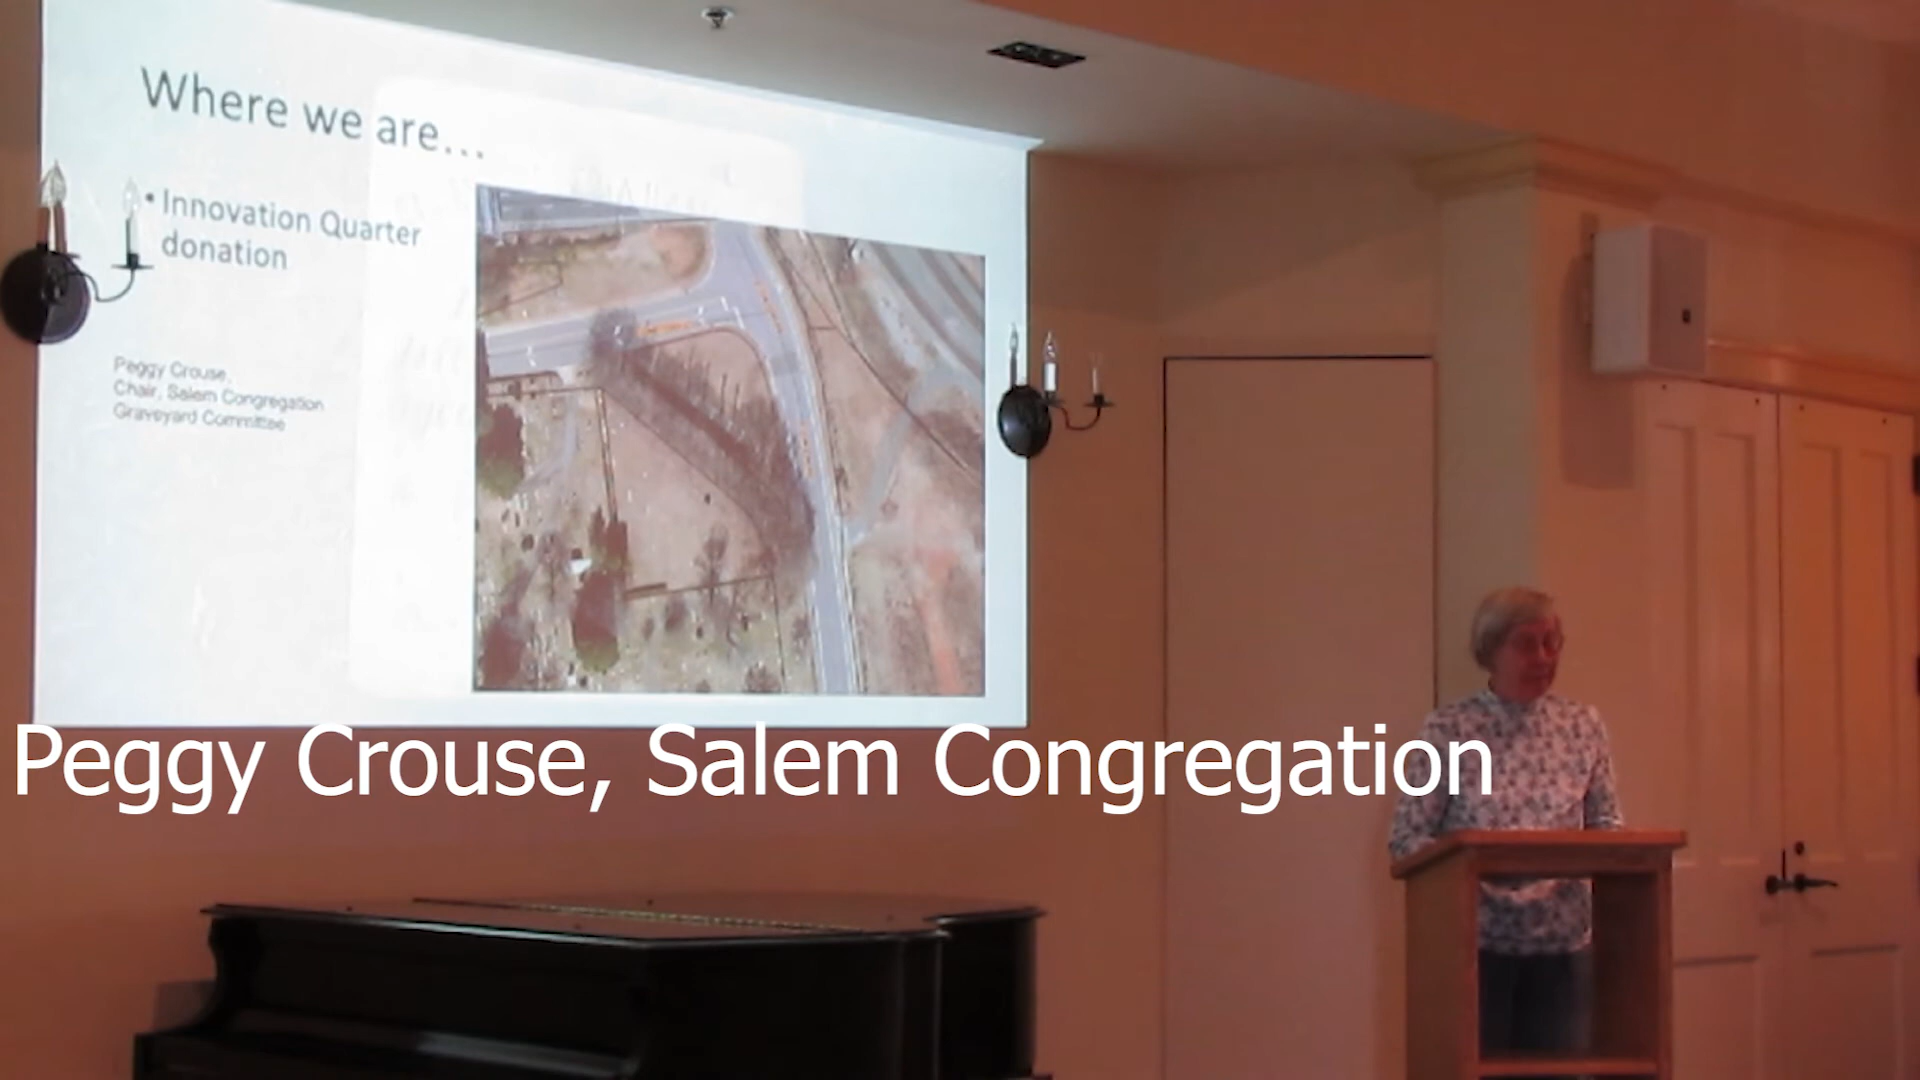 Where we are...
• Innovation Quarter
donation
Peggy Crouse,
Chair, Salem Congregation
Graveyard Committee
Peggy Crouse, Salem Congregation